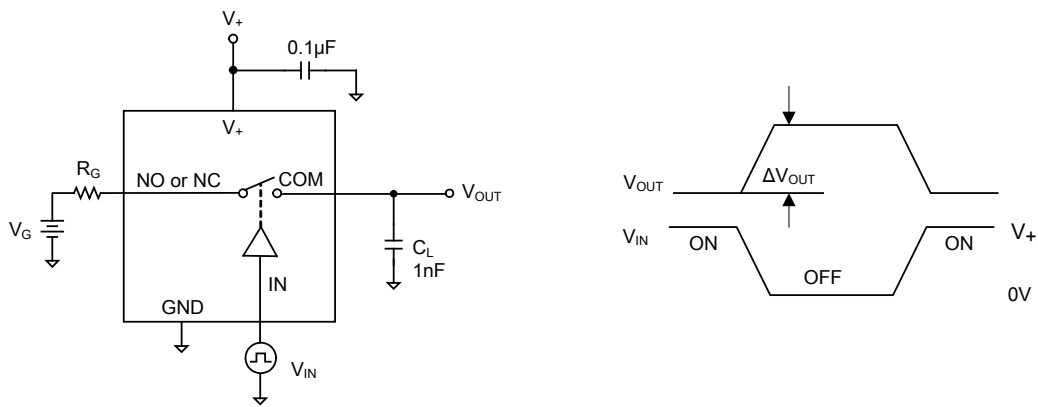 V+
0.1µF
V+
RG
NO or NC
COM
VOUT
VG
CL
1nF
IN
GND
VIN
VOUT
ΔVOUT
VIN
ON
OFF
ON
V+
0V